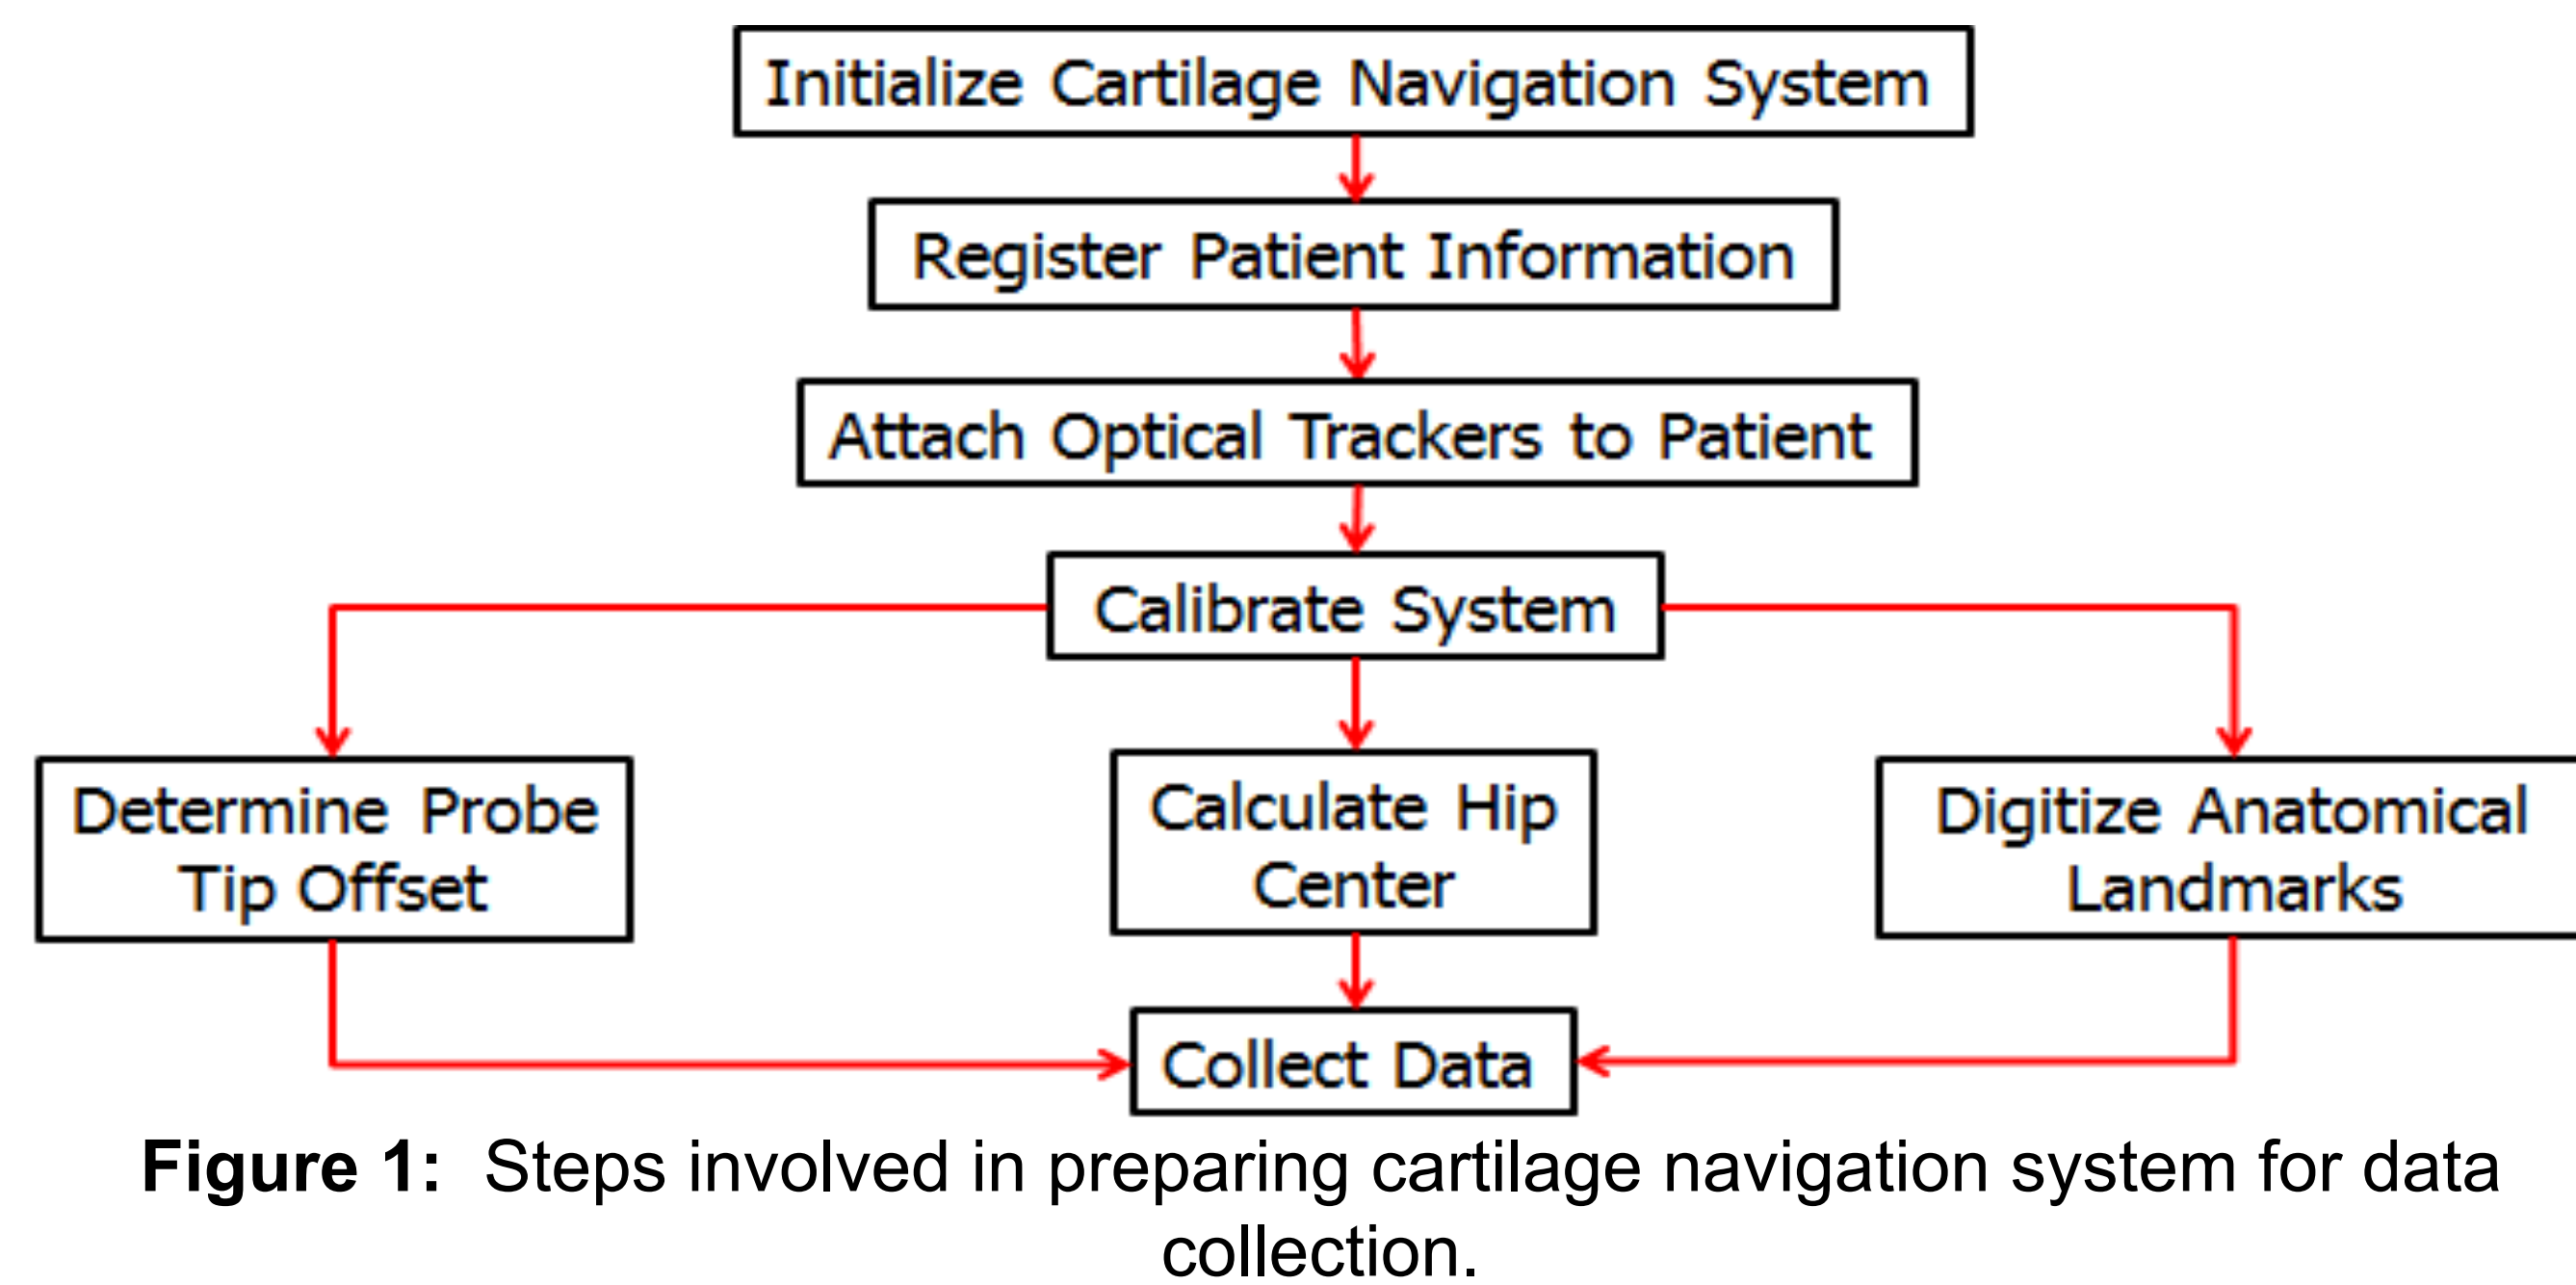 Initialize Cartilage Navigation System
Register Patient Information
Attach Optical Trackers to Patient
Calibrate System
Determine Probe
Tip Offset
Calculate Hip
Center
Digitize Anatomical
Landmarks
Collect Data
Figure 1: Steps involved in preparing cartilage navigation system for data
collection.